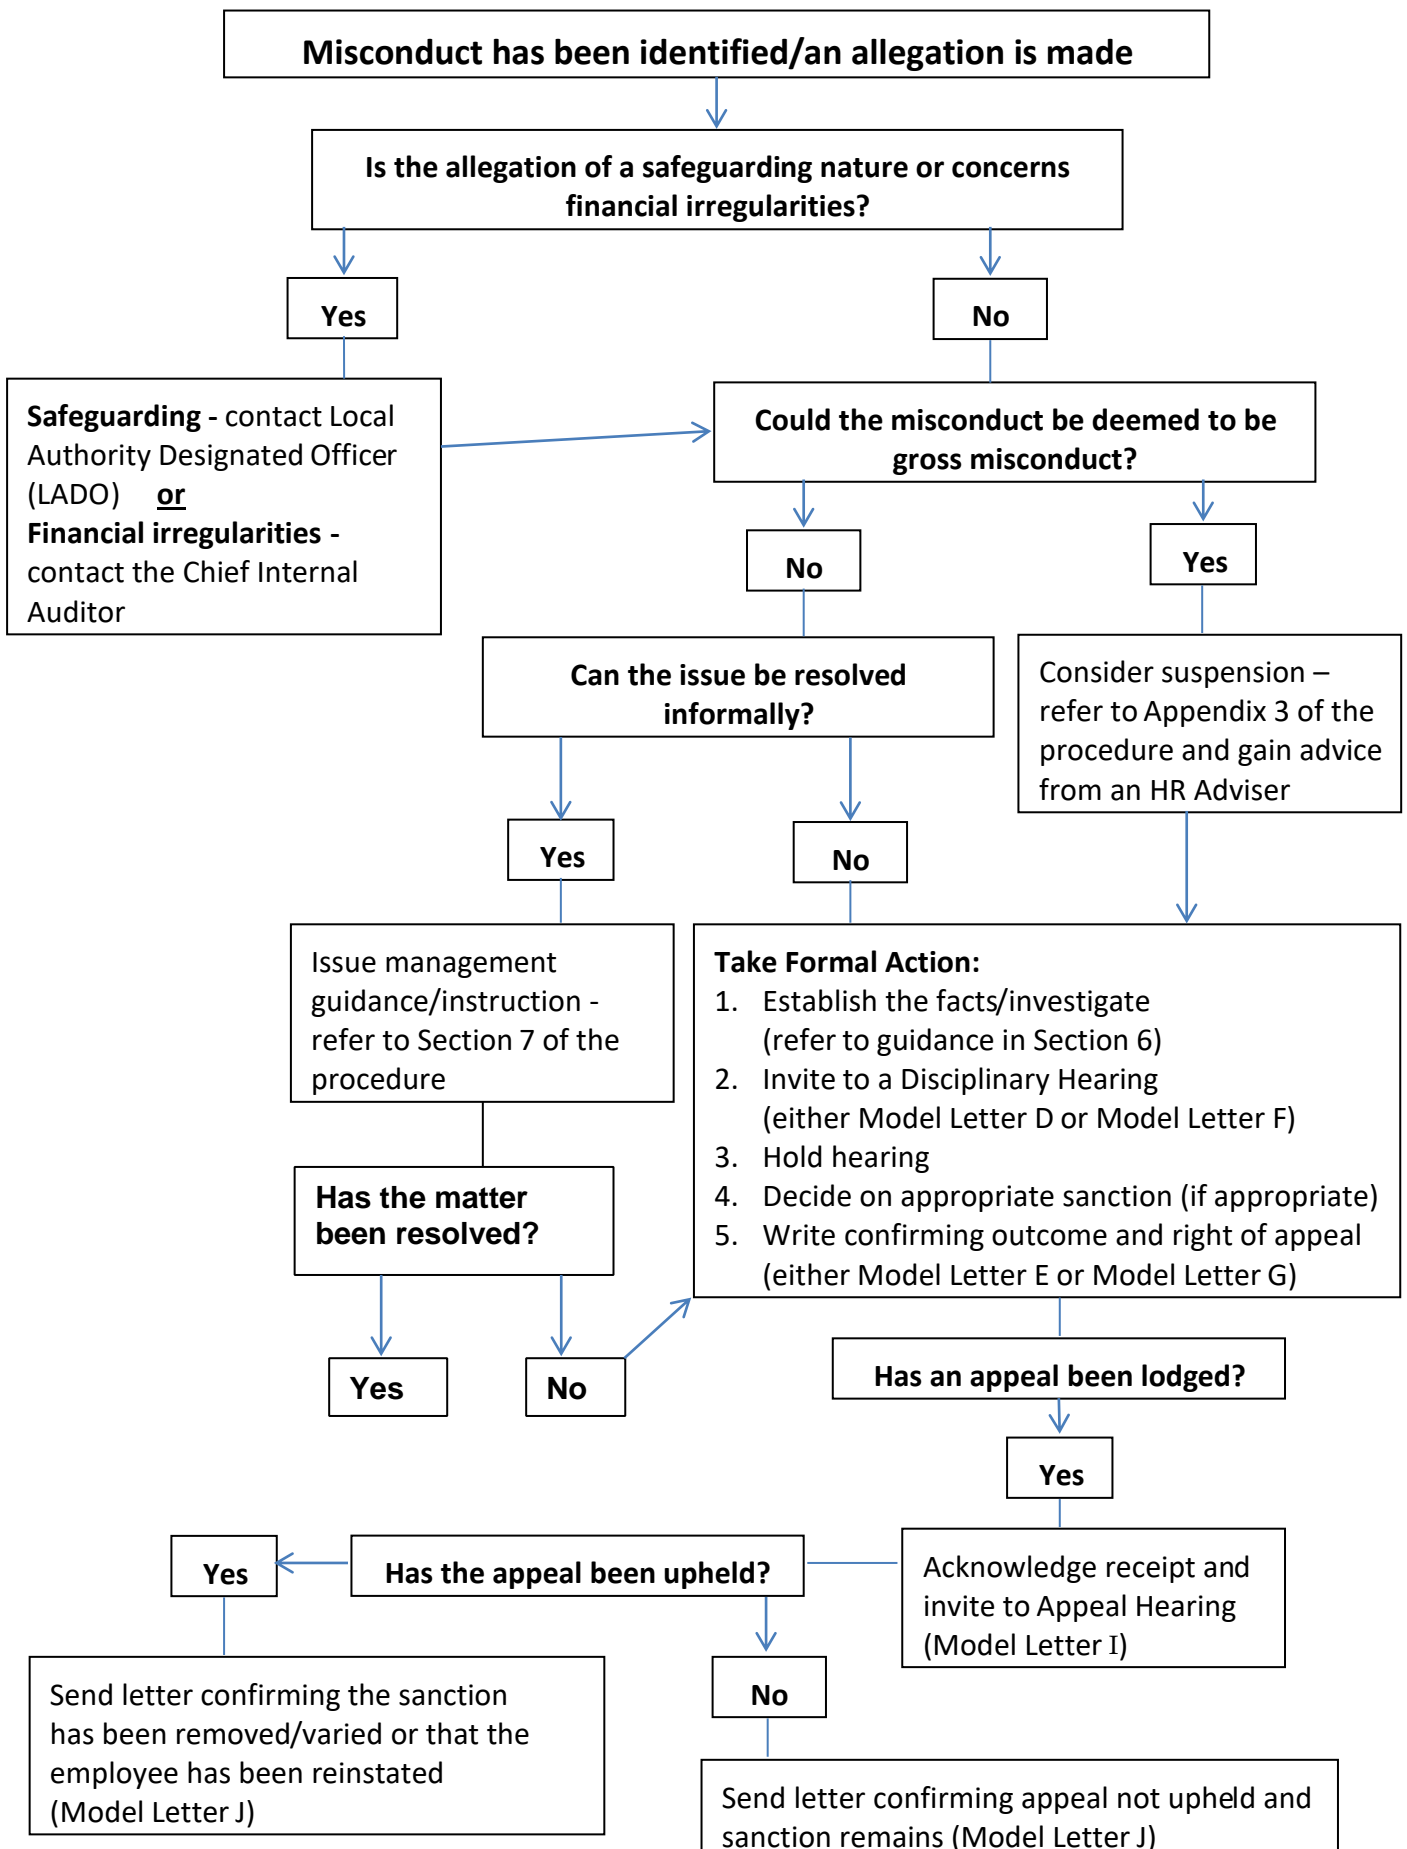 Misconduct has been identified/an allegation is made
Is the allegation of a safeguarding nature or concerns
financial irregularities?
Yes
No
Safeguarding - contact Local
Authority Designated Officer
(LADO) or
Financial irregularities -
contact the Chief Internal
Auditor
Could the misconduct be deemed to be
gross misconduct?
No
Yes
Can the issue be resolved
informally?
Consider suspension –
refer to Appendix 3 of the
procedure and gain advice
from an HR Adviser
Yes
No
Issue management
guidance/instruction -
refer to Section 7 of the
procedure
Take Formal Action:
1. Establish the facts/investigate
(refer to guidance in Section 6)
2. Invite to a Disciplinary Hearing
(either Model Letter D or Model Letter F)
3. Hold hearing
4. Decide on appropriate sanction (if appropriate)
5. Write confirming outcome and right of appeal
(either Model Letter E or Model Letter G)
Has the matter
been resolved?
Yes
No
Has an appeal been lodged?
Yes
Acknowledge receipt and
invite to Appeal Hearing
(Model Letter I)
Has the appeal been upheld?
Yes
No
Send letter confirming the sanction
has been removed/varied or that the
employee has been reinstated
(Model Letter J)
Send letter confirming appeal not upheld and
sanction remains (Model Letter J)